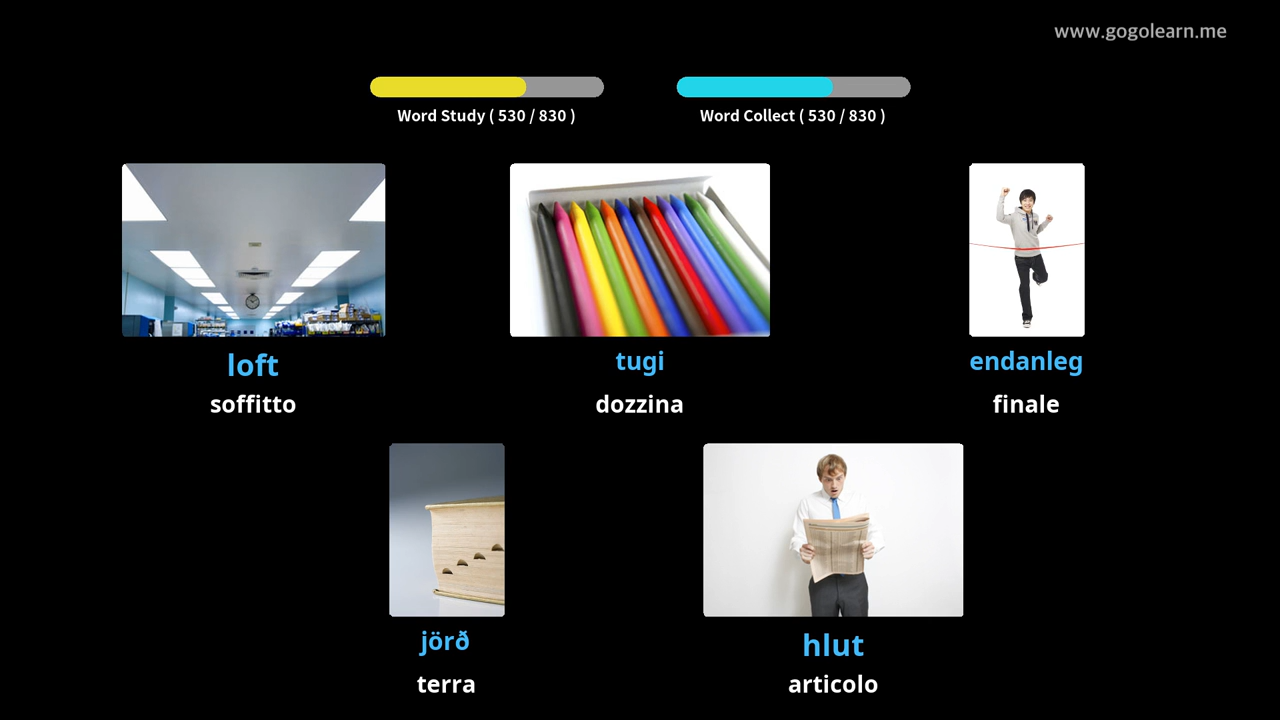 www.gogolearn.me
Word Study ( 530 / 830 )
Word Collect ( 530 / 830 )
loft
soffitto
tugi
dozzina
endanleg
finale
jörð
terra
hlut
articolo